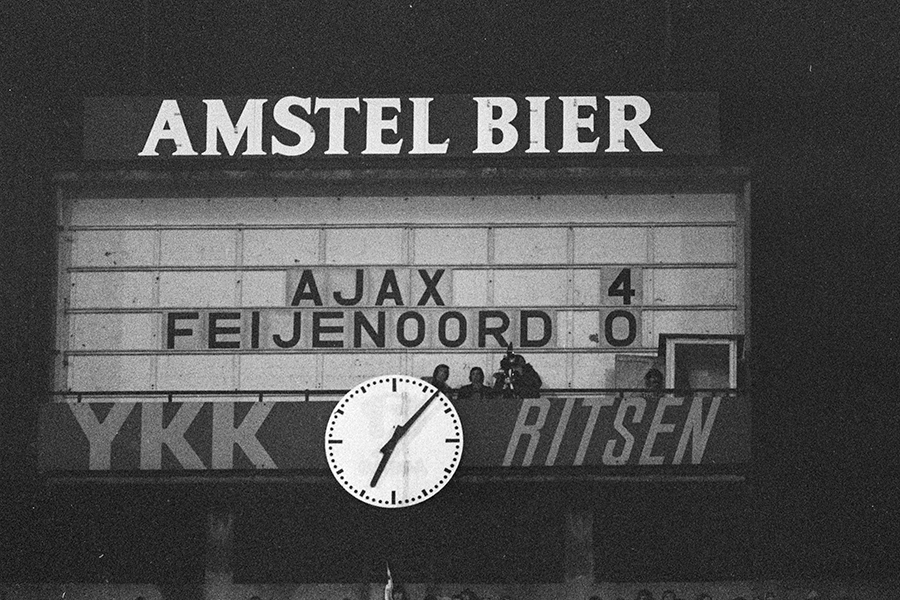 AMSTEL BIER
AJAX 4
FEIJENOORD 0
YKK RITSEN